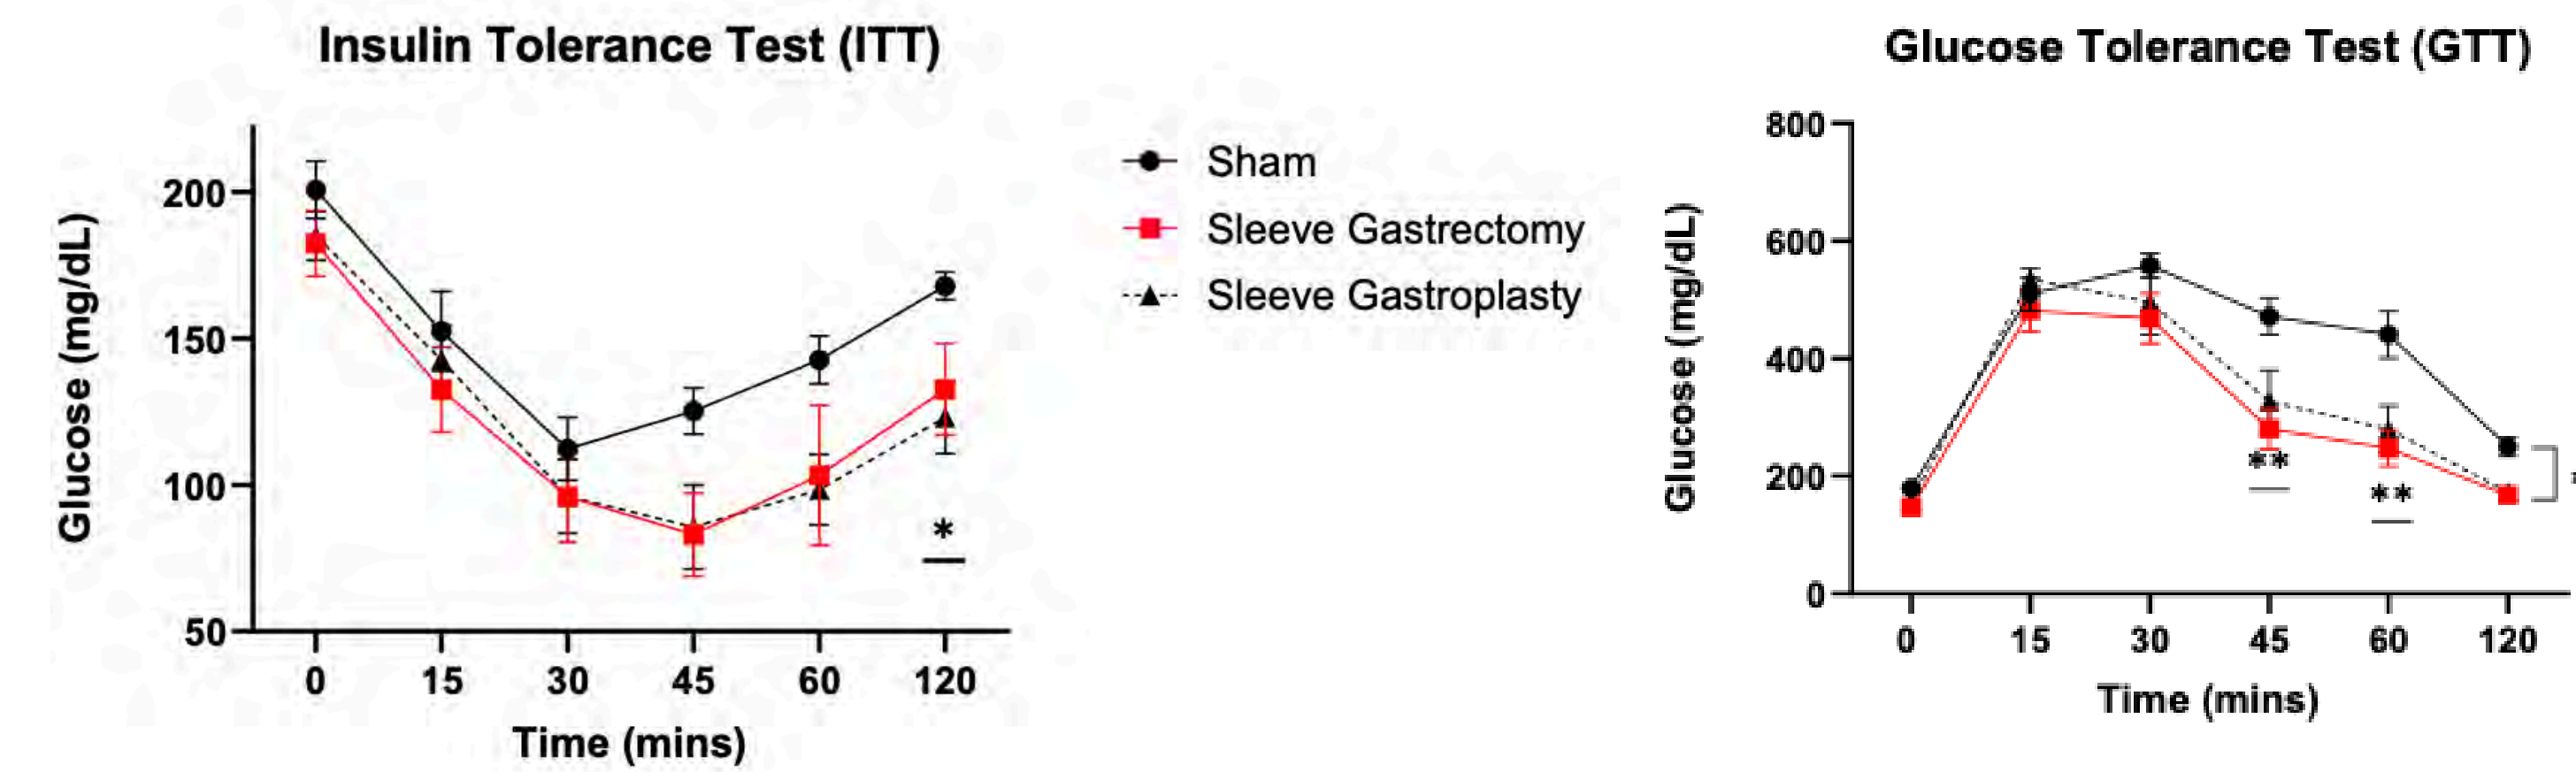 Insulin Tolerance Test (ITT)
Glucose (mg/dL)
200
150
100
50
*
0 15 30 45 60 120
Time (mins)
Sham
Sleeve Gastrectomy
Sleeve Gastroplasty
Glucose Tolerance Test (GTT)
Glucose (mg/dL)
800
600
400
200
0
**
**
0 15 30 45 60 120
Time (mins)